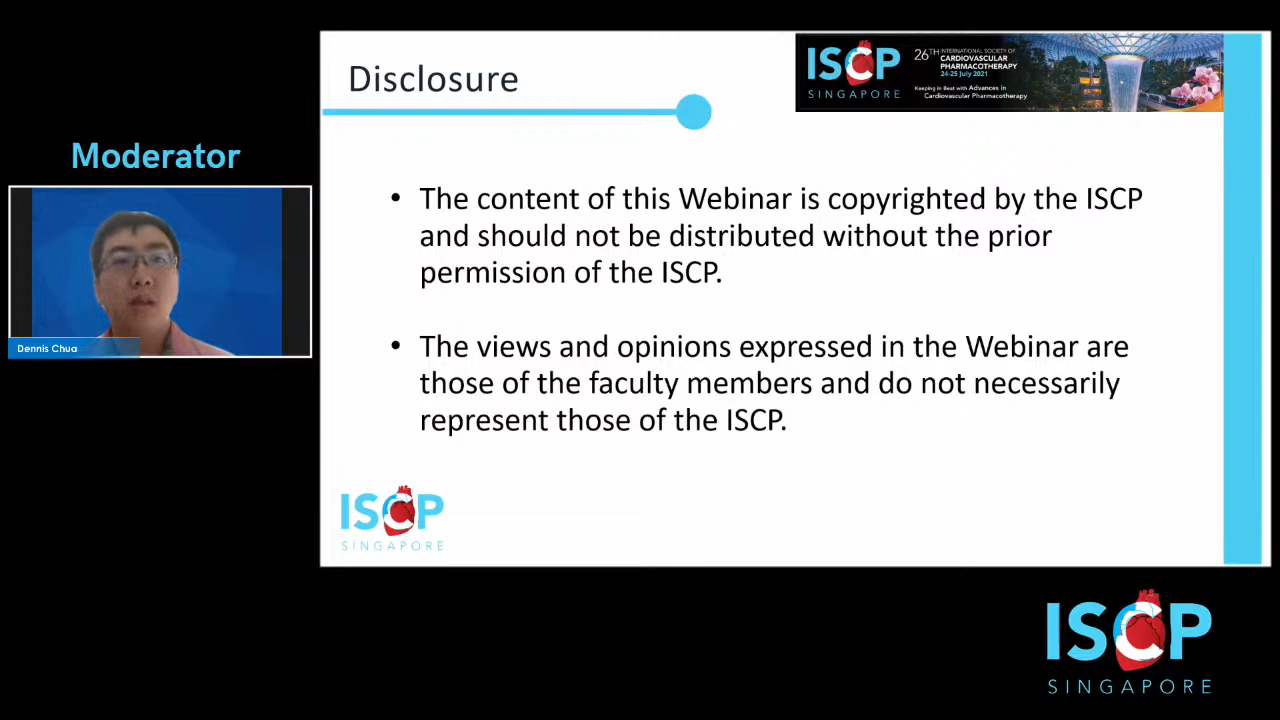 Disclosure
ISCP
SINGAPORE
26TH INTERNATIONAL SOCIETY OF
CARDIOVASCULAR
PHARMACOTHERAPY
24-25 July 2021
Keeping in Beat with Advances in
Cardiovascular Pharmacotherapy
Moderator
Dennis Chua
• The content of this Webinar is copyrighted by the ISCP
and should not be distributed without the prior
permission of the ISCP.
• The views and opinions expressed in the Webinar are
those of the faculty members and do not necessarily
represent those of the ISCP.
ISCP
SINGAPORE
ISCP
SINGAPORE